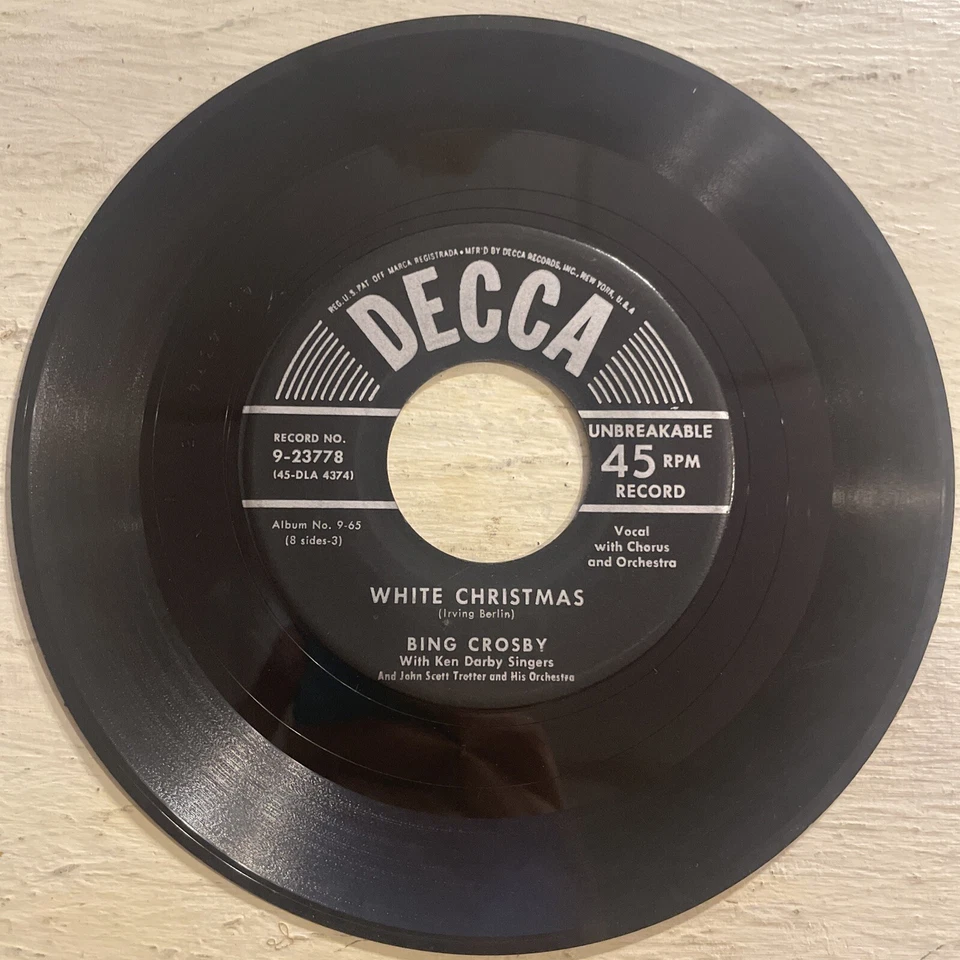 REG. U.S. PAT OFF MARCA REGISTRADA • MFR'D BY DECCA RECORDS, INC., NEW YORK, U.S.A
DECCA
RECORD NO.
9-23778
(45-DLA 4374)
UNBREAKABLE
45 RPM
RECORD
Album No. 9-65
(8 sides-3)
Vocal
with Chorus
and Orchestra
WHITE CHRISTMAS
(Irving Berlin)
BING CROSBY
With Ken Darby Singers
And John Scott Trotter and His Orchestra